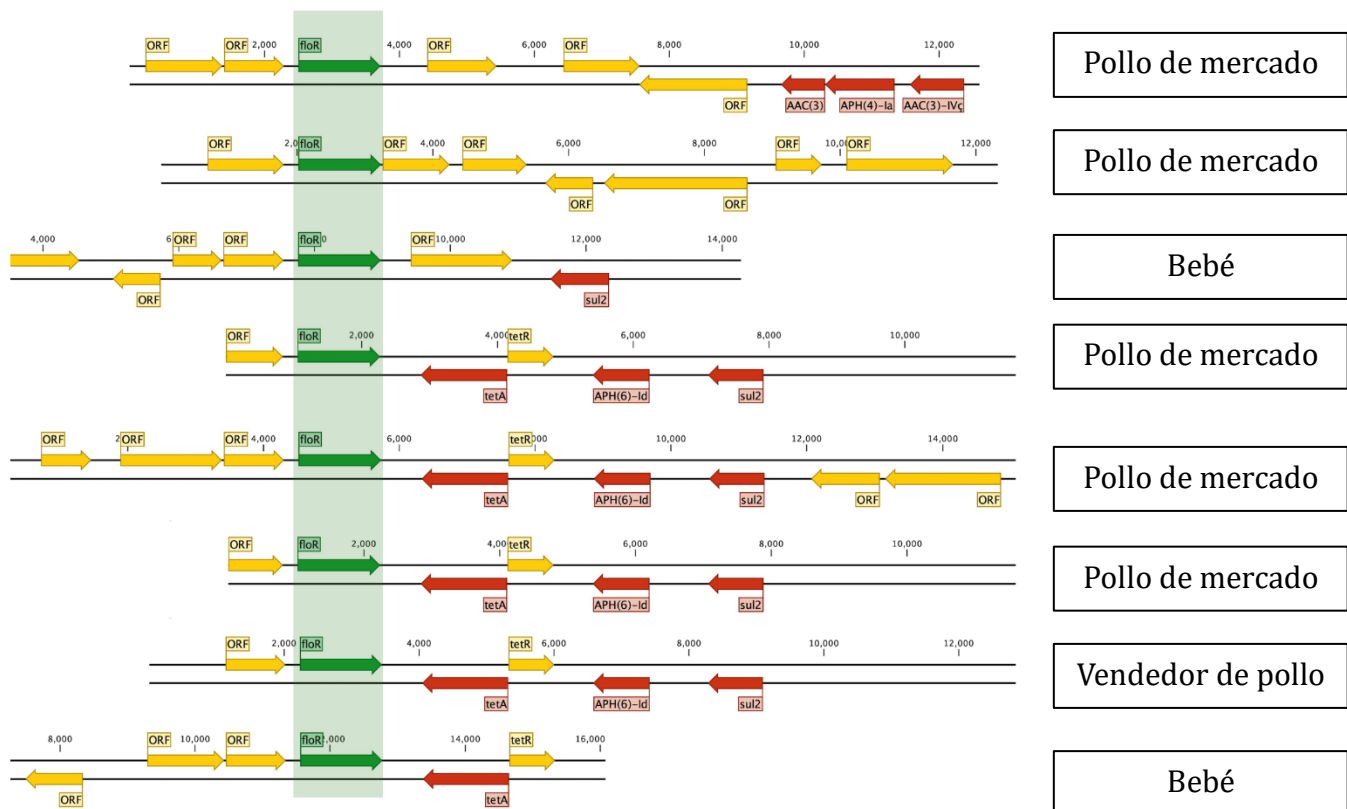 ORF ORF 2,000 floR 4,000 ORF 6,000 ORF 8,000 10,000 12,000
Pollo de mercado
ORF AAC(3) APH(4)-Ia
ORF 2 floR ORF 4,000 ORF 6,000 8,000 ORF 10,000 ORF 12,000
Pollo de mercado
ORF ORF
4,000 6 ORF ORF floR 0 ORF 10,000 12,000 14,000
Bebé
ORF sul2
ORF floR 2,000 4,000 tetR 6,000 8,000 10,000
Pollo de mercado
tetA APH(6)-Id sul2
ORF ORF ORF 4,000 floR 6,000 tetR 8,000 10,000 12,000 14,000
Pollo de mercado
tetA APH(6)-Id sul2 ORF ORF
ORF floR 2,000 4,000 tetR 6,000 8,000 10,000
Pollo de mercado
tetA APH(6)-Id sul2
ORF 2,000 floR 4,000 tetR 6,000 8,000 10,000 12,000
Vendedor de pollo
tetA APH(6)-Id sul2
8,000 ORF 10,000 ORF floR 14,000 tetR 16,000
Bebé
ORF tetA